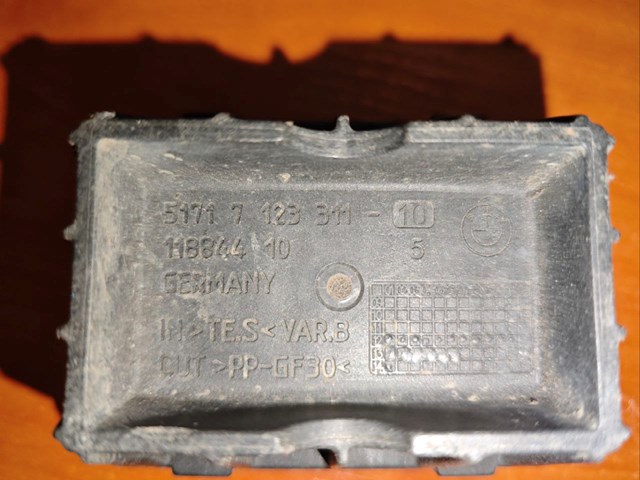 5171 7 123 311 - 10
118844 10 5
GERMANY
IN >TE.S< VAR.B
OUT >PP-GF30<